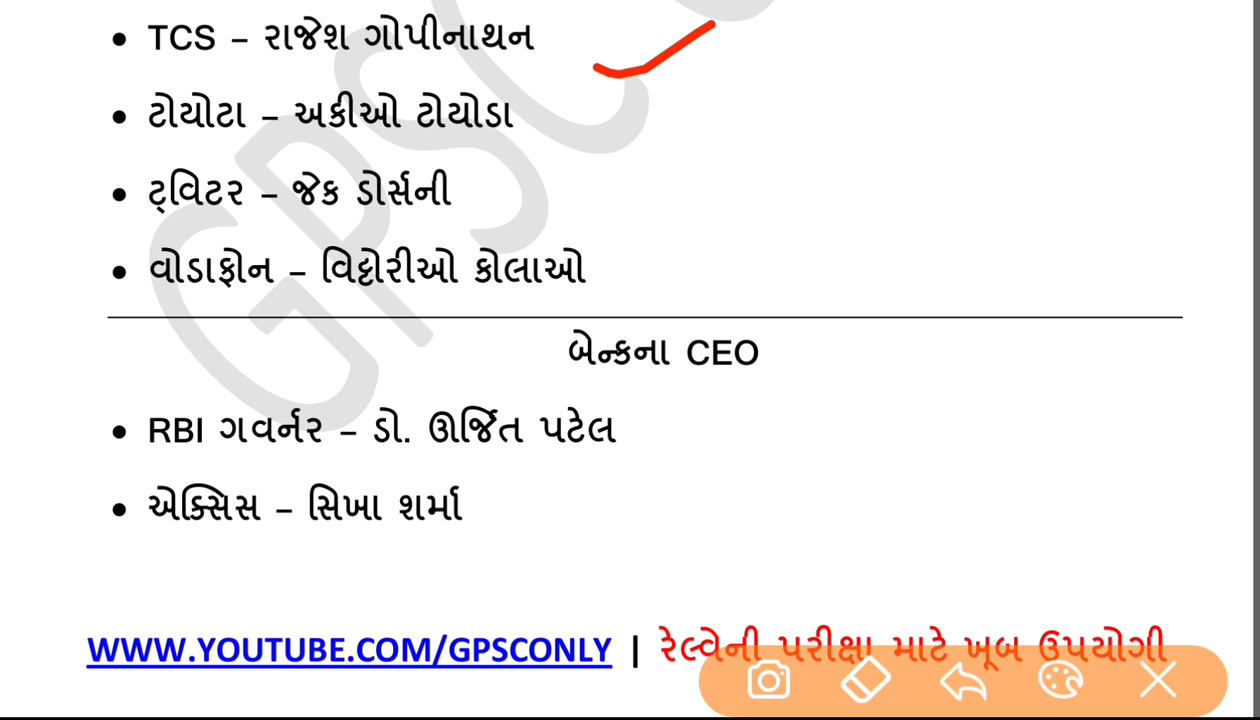 • TCS – રાજેશ ગોપીનાથન
• ટોયોટા – અકીઓ ટોયોડા
• ટ્વિટર – જેક ડોર્સની
• વોડાફોન – વિટ્ટોરીઓ કોલાઓ
બેન્કના CEO
• RBI ગવર્નર – ડો. ઊર્જિત પટેલ
• એક્સિસ – સિખા શર્મા
WWW.YOUTUBE.COM/GPSCONLY | રેલ્વેની પરીક્ષા માટે ખૂબ ઉપયોગી
GPSC